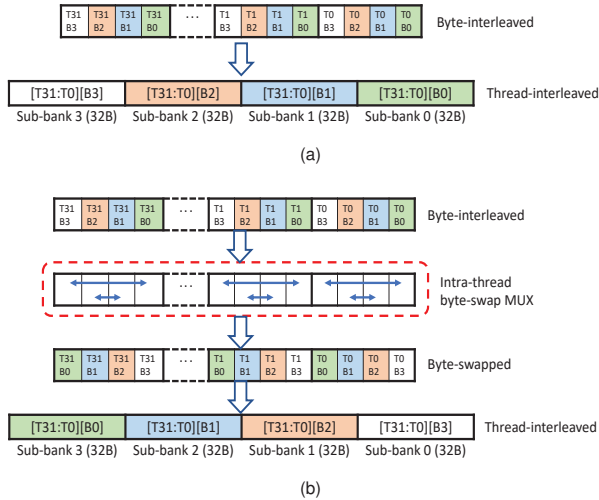 T31 T31 T31 T31 ... T1 T1 T1 T1 T0 T0 T0 T0
B3 B2 B1 B0 B3 B2 B1 B0 B3 B2 B1 B0
Byte-interleaved
[T31:T0][B3] [T31:T0][B2] [T31:T0][B1] [T31:T0][B0] Thread-interleaved
Sub-bank 3 (32B) Sub-bank 2 (32B) Sub-bank 1 (32B) Sub-bank 0 (32B)
(a)
T31 T31 T31 T31 ... T1 T1 T1 T1 T0 T0 T0 T0
B3 B2 B1 B0 B3 B2 B1 B0 B3 B2 B1 B0
Byte-interleaved
... Intra-thread
byte-swap MUX
T31 T31 T31 T31 ... T1 T1 T1 T1 T0 T0 T0 T0
B0 B1 B2 B3 B0 B1 B2 B3 B0 B1 B2 B3
Byte-swapped
[T31:T0][B0] [T31:T0][B1] [T31:T0][B2] [T31:T0][B3] Thread-interleaved
Sub-bank 3 (32B) Sub-bank 2 (32B) Sub-bank 1 (32B) Sub-bank 0 (32B)
(b)